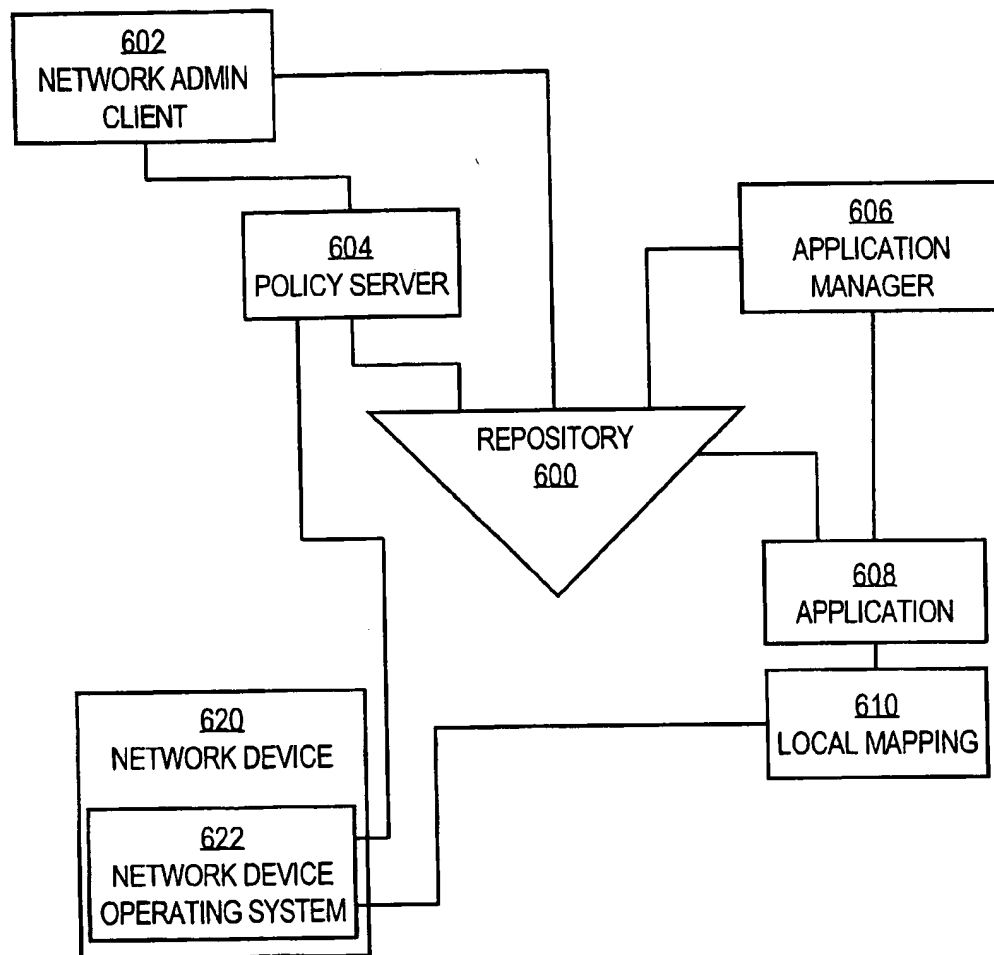 602
NETWORK ADMIN
CLIENT
604
POLICY SERVER
606
APPLICATION
MANAGER
REPOSITORY
600
608
APPLICATION
610
LOCAL MAPPING
620
NETWORK DEVICE
622
NETWORK DEVICE
OPERATING SYSTEM